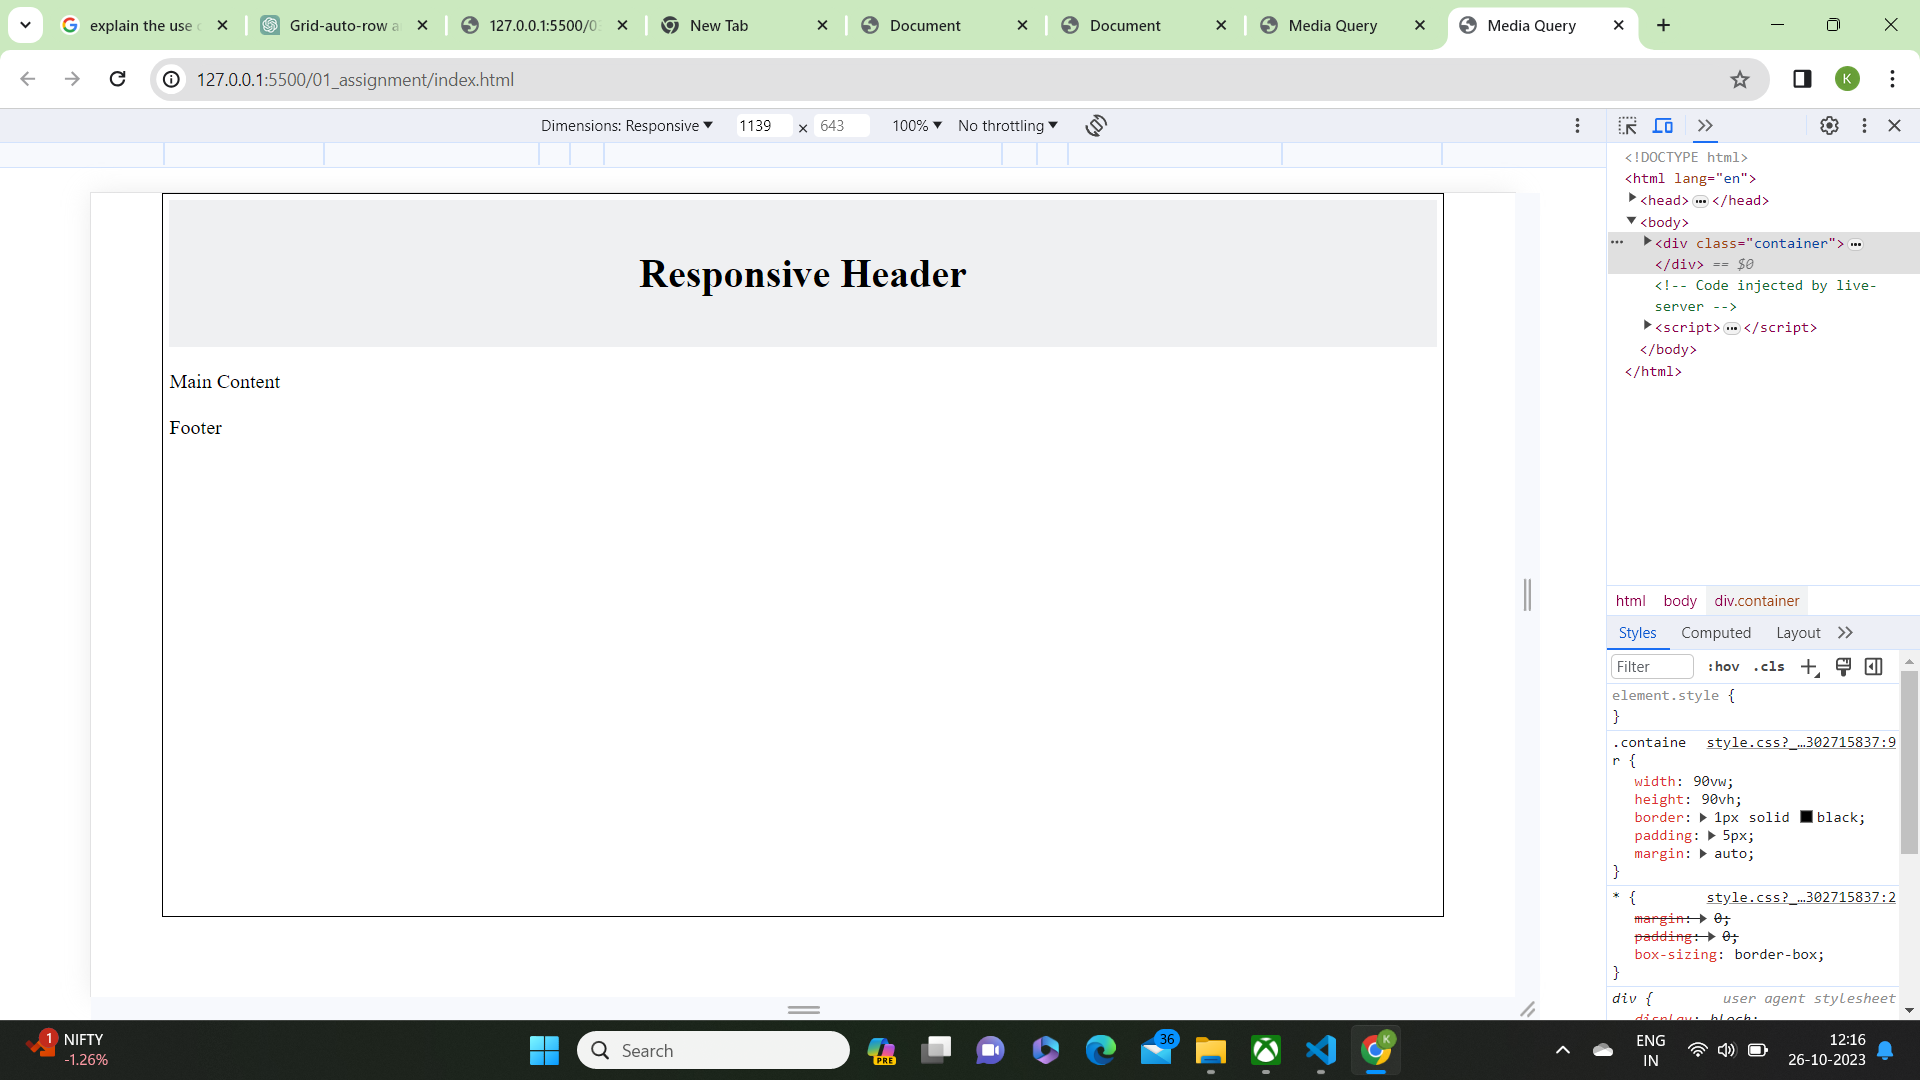 explain the use
Grid-auto-row a
127.0.0.1:5500/0
New Tab
Document
Document
Media Query
Media Query
127.0.0.1:5500/01_assignment/index.html
K
Dimensions: Responsive
1139 × 643
100%
No throttling
Responsive Header
Main Content
Footer
<!DOCTYPE html>
<html lang="en">
<head> ••• </head>
<body>
••• <div class="container"> •••
</div> == $0
<!-- Code injected by live-
server -->
<script> ••• </script>
</body>
</html>
html body div.container
Styles Computed Layout
Filter :hov .cls
element.style {
}
.containe style.css?_…302715837:9
r {
width: 90vw;
height: 90vh;
border: 1px solid black;
padding: 5px;
margin: auto;
}
* { style.css?_…302715837:2
margin: 0;
padding: 0;
box-sizing: border-box;
}
div { user agent stylesheet
display: block;
1 NIFTY
-1.26%
Search
PRE
36
K
ENG
IN
12:16
26-10-2023